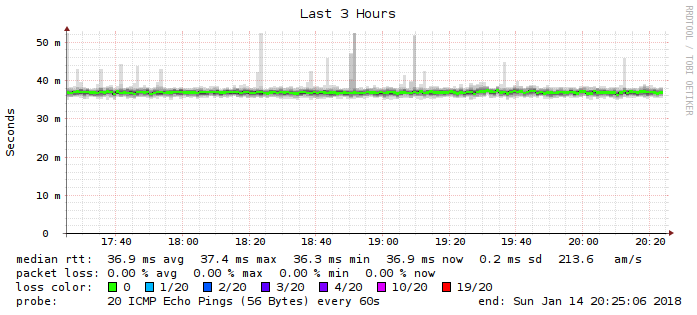 Last 3 Hours
RRDTOOL / TOBI OETIKER
Seconds
50 m
40 m
30 m
20 m
10 m
0
17:40 18:00 18:20 18:40 19:00 19:20 19:40 20:00 20:20
median rtt: 36.9 ms avg 37.4 ms max 36.3 ms min 36.9 ms now 0.2 ms sd 213.6 am/s
packet loss: 0.00 % avg 0.00 % max 0.00 % min 0.00 % now
loss color: 0 1/20 2/20 3/20 4/20 10/20 19/20
probe: 20 ICMP Echo Pings (56 Bytes) every 60s end: Sun Jan 14 20:25:06 2018